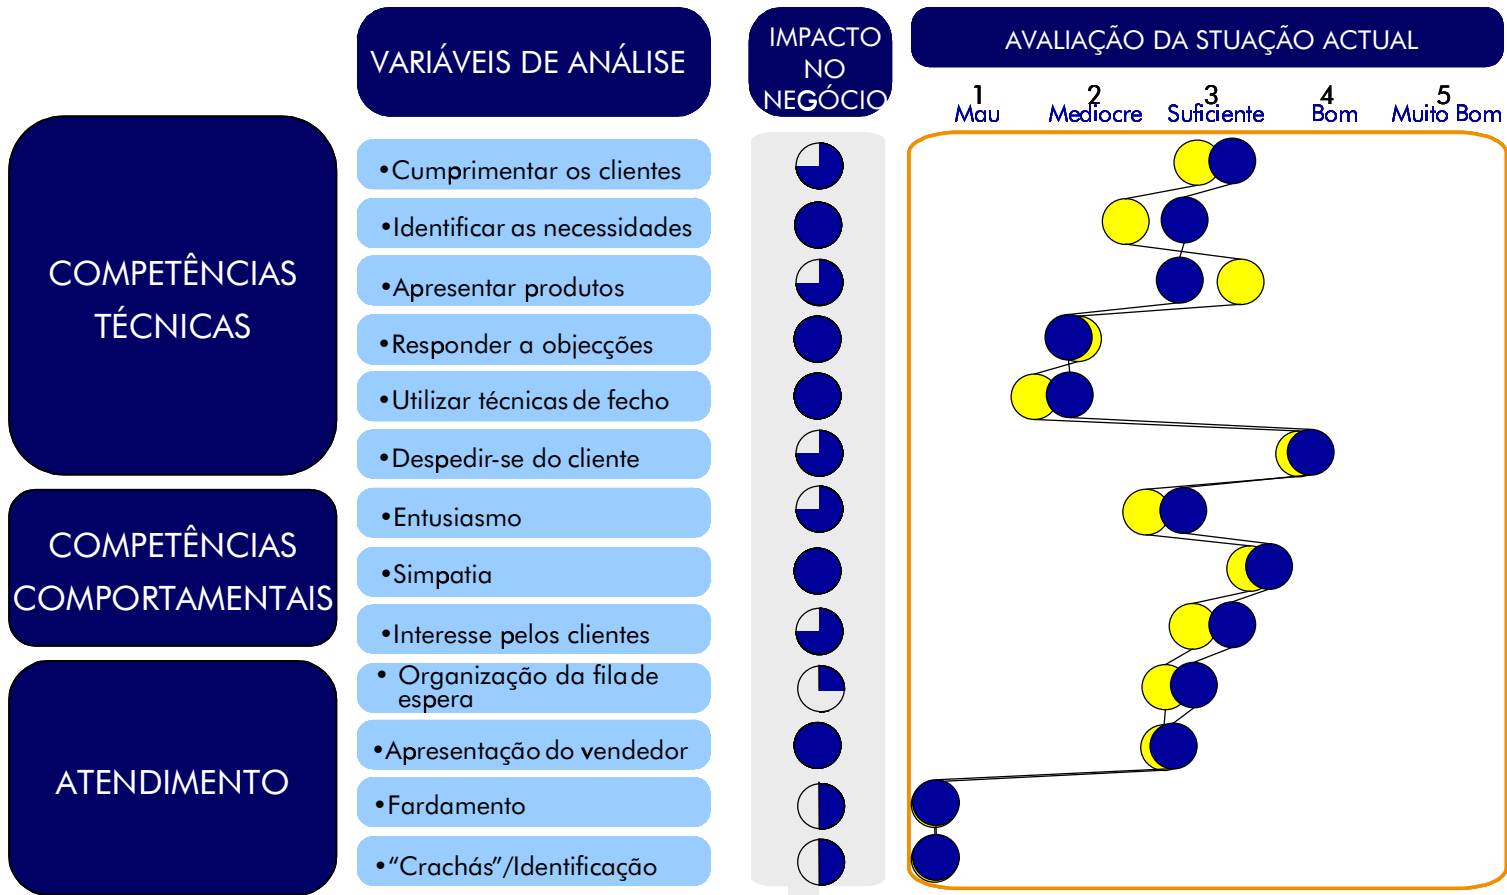 VARIÁVEIS DE ANÁLISE
IMPACTO
NO
NEGÓCIO
AVALIAÇÃO DA STUAÇÃO ACTUAL
1 2 3 4 5
Mau Mediocre Suficiente Bom Muito Bom
COMPETÊNCIAS
TÉCNICAS
•Cumprimentar os clientes
•Identificar as necessidades
•Apresentar produtos
•Responder a objecções
•Utilizar técnicas de fecho
•Despedir-se do cliente
COMPETÊNCIAS
COMPORTAMENTAIS
•Entusiasmo
•Simpatia
•Interesse pelos clientes
ATENDIMENTO
• Organização da fila de
espera
•Apresentação do vendedor
•Fardamento
•“Crachás”/Identificação